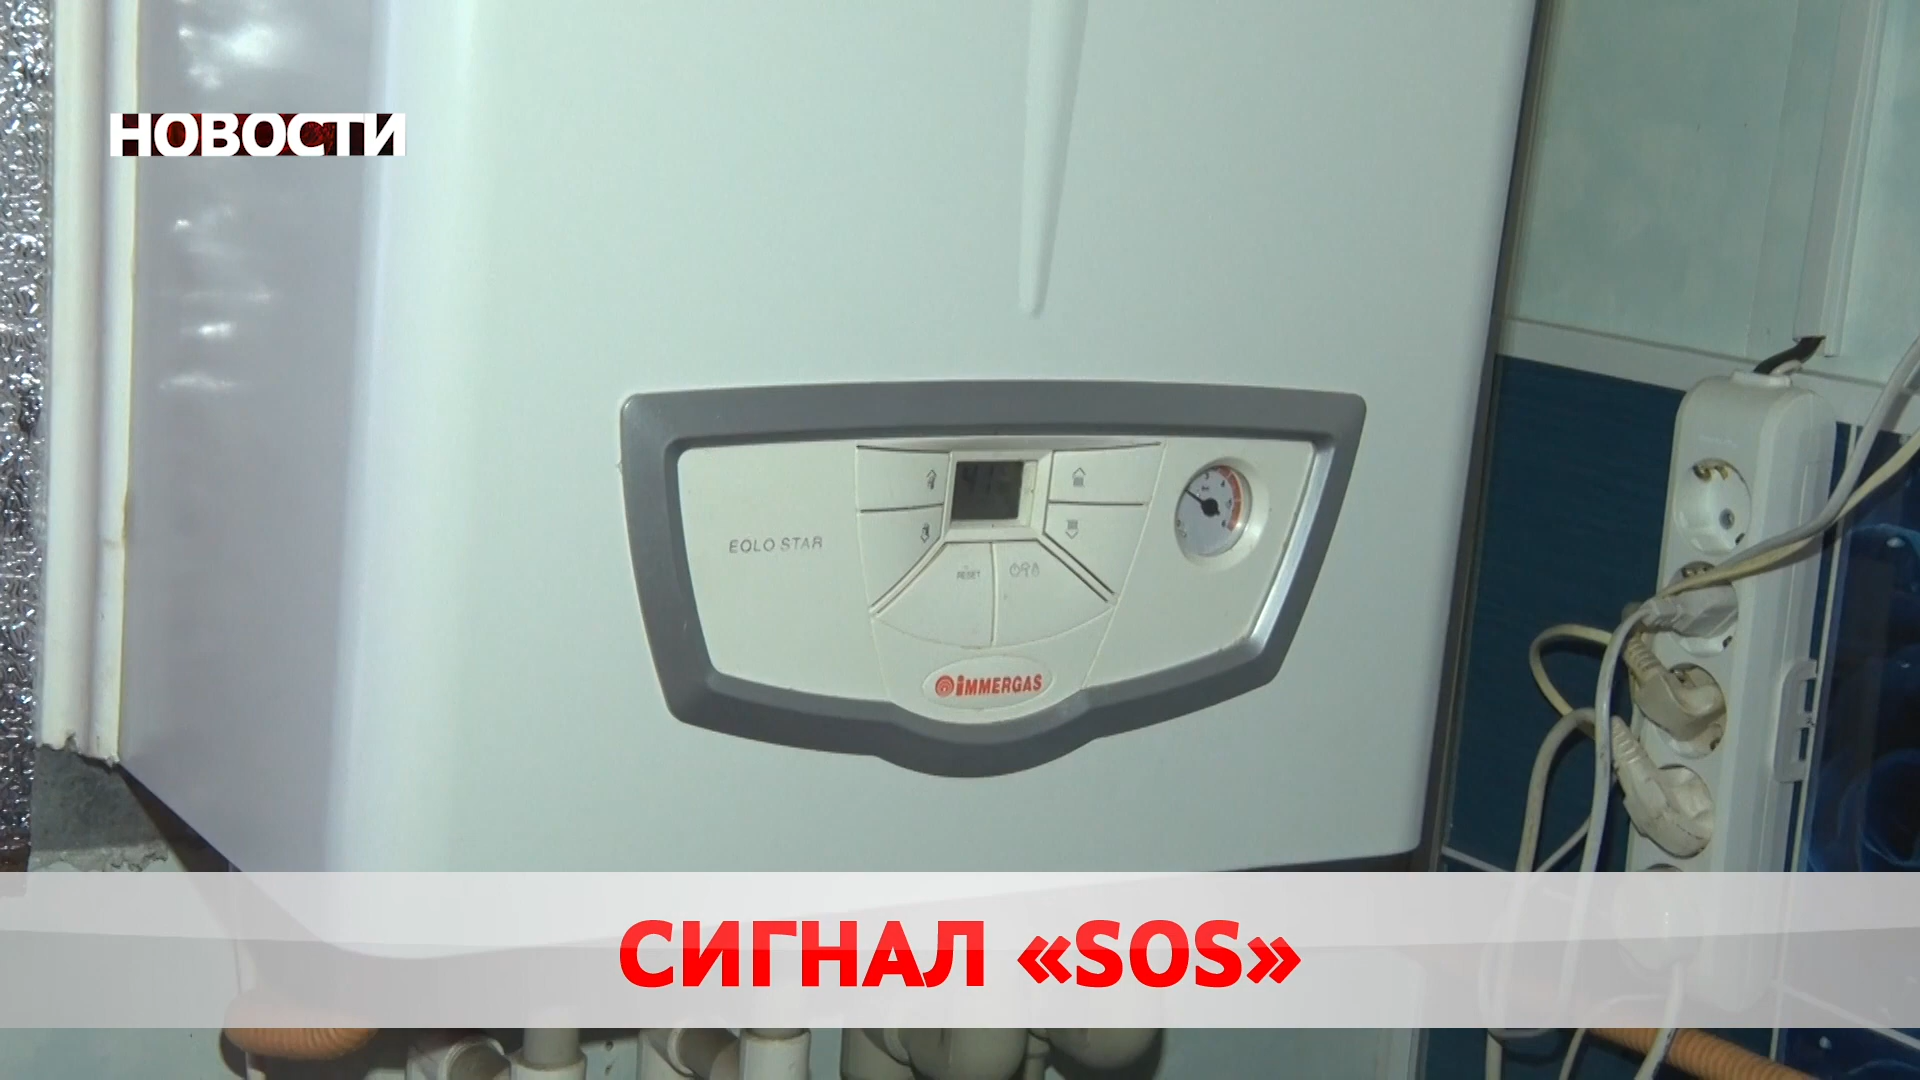 НОВОСТИ
EOLO STAR
RESET
IMMERGAS
СИГНАЛ «SOS»